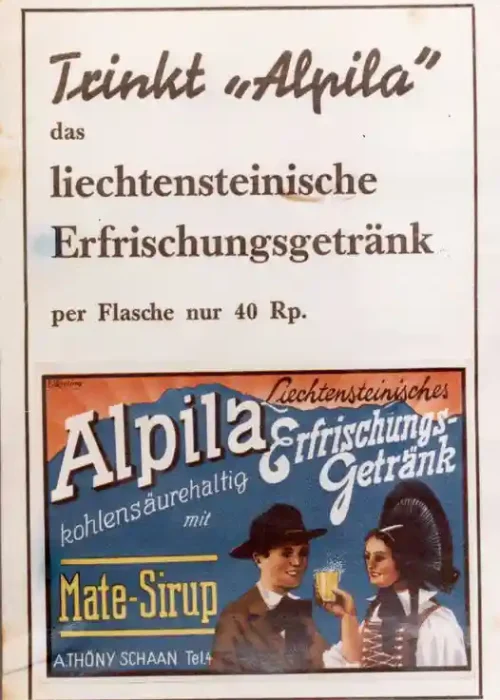 Trinkt „Alpila”
das
liechtensteinische
Erfrischungsgetränk
per Flasche nur 40 Rp.
Liechtensteinisches
Alpila
Erfrischungs-
Getränk
kohlensäurehaltig
mit
Mate-Sirup
A.THÖNY SCHAAN Tel.4